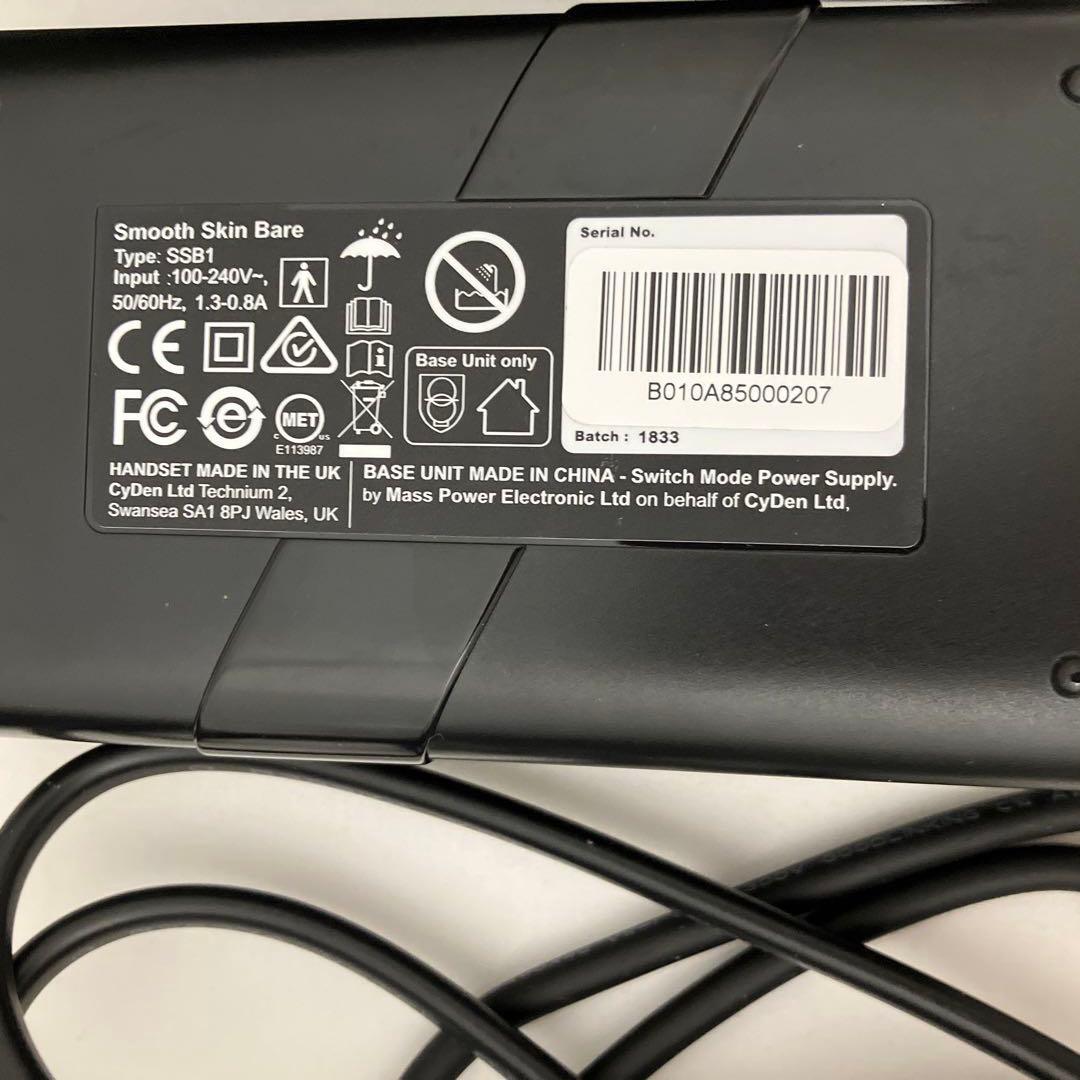 Smooth Skin Bare
Type: SSB1
Input :100-240V~,
50/60Hz, 1.3-0.8A
CE
FC
e
MET
c us
E113987
Base Unit only
HANDSET MADE IN THE UK
CyDen Ltd Technium 2,
Swansea SA1 8PJ Wales, UK
BASE UNIT MADE IN CHINA - Switch Mode Power Supply.
by Mass Power Electronic Ltd on behalf of CyDen Ltd,
Serial No.
B010A85000207
Batch : 1833